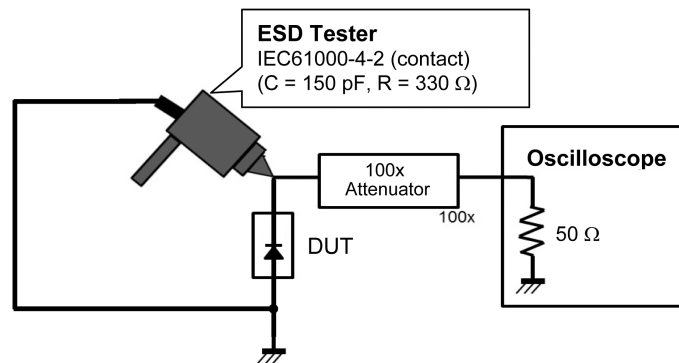 ESD Tester
IEC61000-4-2 (contact)
(C = 150 pF, R = 330 Ω)
100x
Attenuator
100x
Oscilloscope
50 Ω
DUT